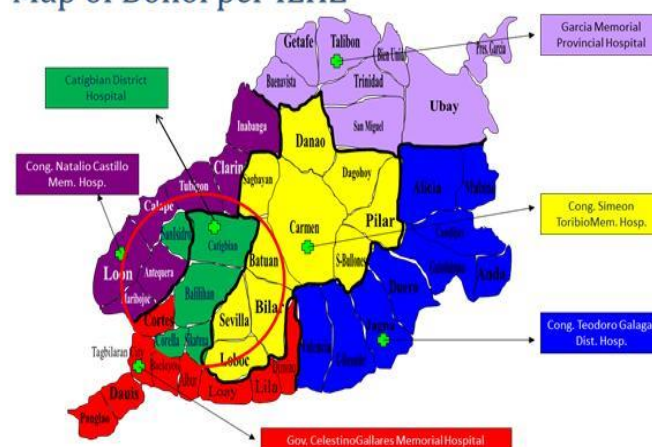 Map of Bohol per ILHZ
Garcia Memorial
Provincial Hospital
Catigbian District
Hospital
Cong. Natalio Castillo
Mem. Hosp.
Cong. Simeon
ToribioMem. Hosp.
Cong. Teodoro Galagar
Dist. Hosp.
Gov. CelestinoGallares Memorial Hospital
Getafe
Talibon
Bien Unido
Pres. Garcia
Buenavista
Trinidad
Ubay
San Miguel
Inabanga
Danao
Clarin
Sagbayan
Dagohoy
Alicia
Mabini
Tubigon
Calape
SanIsidro
Catigbian
Carmen
Pilar
Candijay
Loon
Antequera
Batuan
S-Bullones
Guindulman
Anda
Maribojoc
Balilihan
Bilar
Duero
Cortes
Sevilla
Jagna
Corella
Sikatuna
Loboc
Valencia
Tagbilaran City
Baclayon
Albur
Loay
Lila
Dimiao
Dauis
Panglao